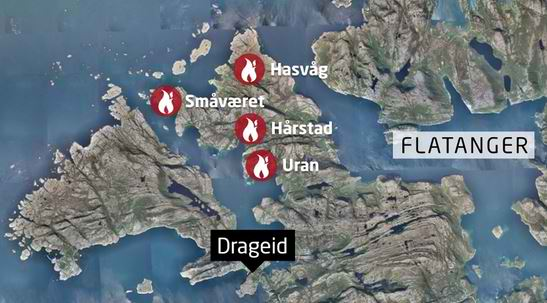 Hasvåg
Småværet
Hårstad
FLATANGER
Uran
Drageid